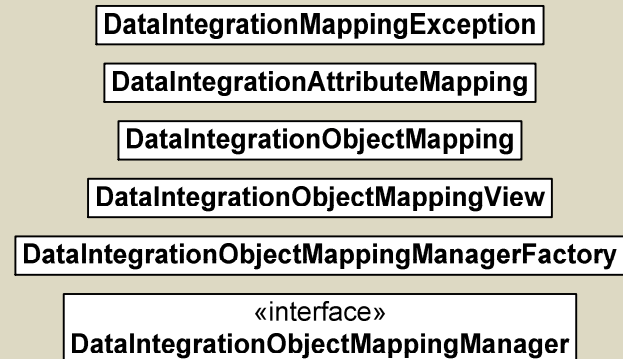 DataIntegrationMappingException
DataIntegrationAttributeMapping
DataIntegrationObjectMapping
DataIntegrationObjectMappingView
DataIntegrationObjectMappingManagerFactory
«interface»
DataIntegrationObjectMappingManager